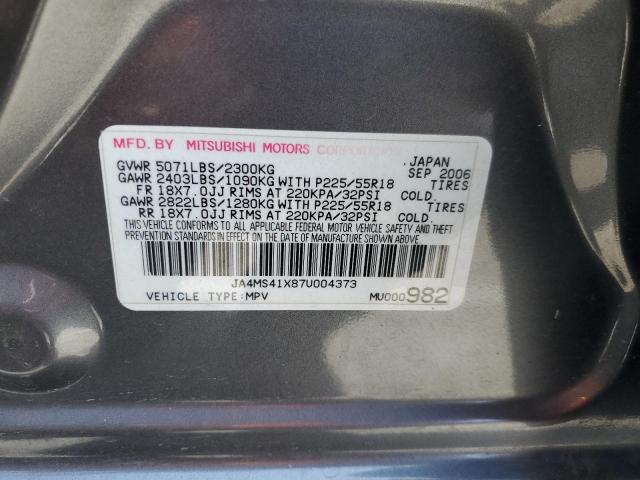 MFD. BY MITSUBISHI MOTORS CORPORATION, JAPAN
GVWR 5071LBS/2300KG SEP 2006
GAWR 2403LBS/1090KG WITH P225/55R18 TIRES
FR 18X7.0JJ RIMS AT 220KPA/32PSI COLD.
GAWR 2822LBS/1280KG WITH P225/55R18 TIRES
RR 18X7.0JJ RIMS AT 220KPA/32PSI COLD.
THIS VEHICLE CONFORMS TO ALL APPLICABLE FEDERAL MOTOR VEHICLE SAFETY AND THEFT
PREVENTION STANDARDS IN EFFECT ON THE DATE OF MANUFACTURE SHOWN ABOVE.
JA4MS41X87U004373
VEHICLE TYPE:MPV MU000982